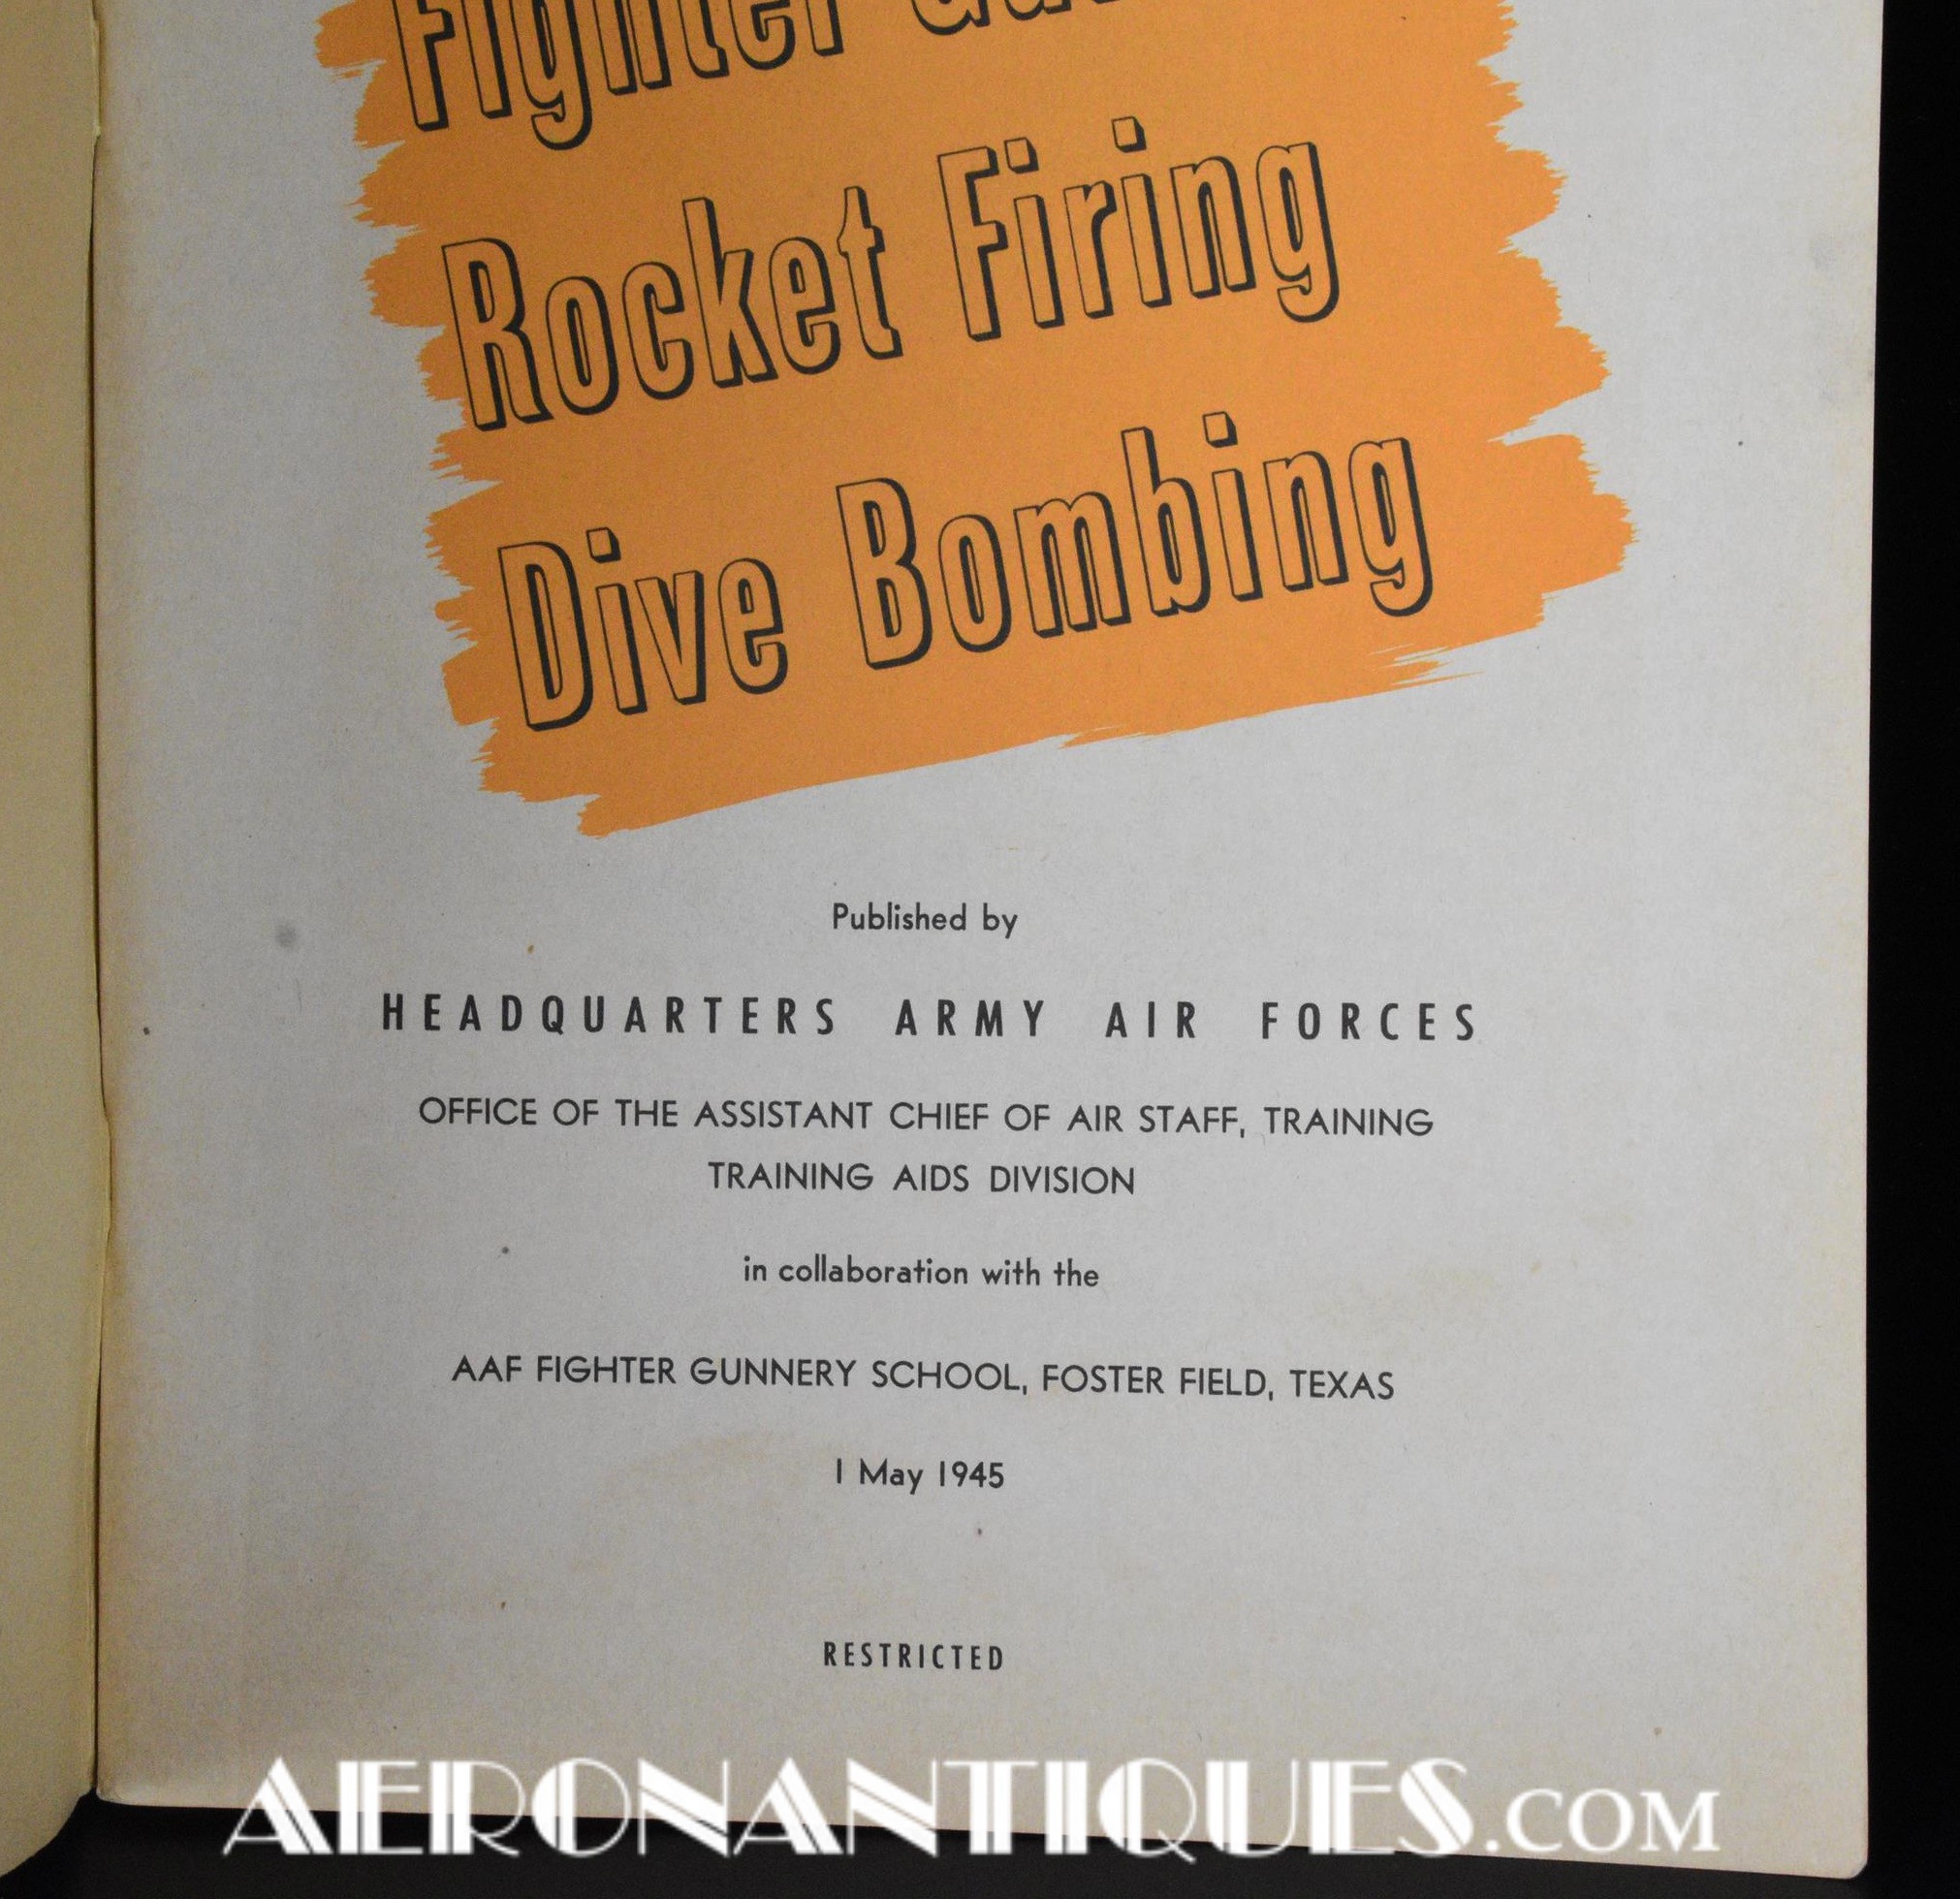 Fighter
Rocket Firing
Dive Bombing
Published by
HEADQUARTERS ARMY AIR FORCES
OFFICE OF THE ASSISTANT CHIEF OF AIR STAFF, TRAINING
TRAINING AIDS DIVISION
in collaboration with the
AAF FIGHTER GUNNERY SCHOOL, FOSTER FIELD, TEXAS
1 May 1945
RESTRICTED
AERONANTIQUES.COM